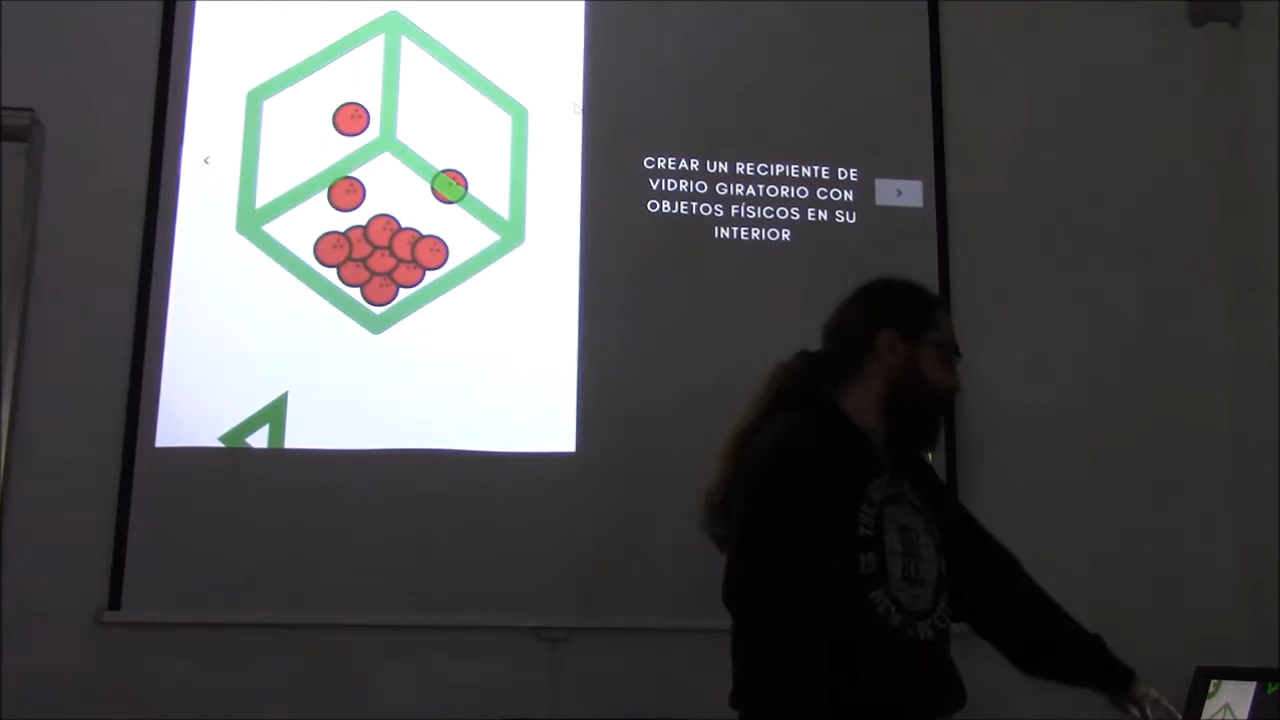 CREAR UN RECIPIENTE DE
VIDRIO GIRATORIO CON
OBJETOS FÍSICOS EN SU
INTERIOR